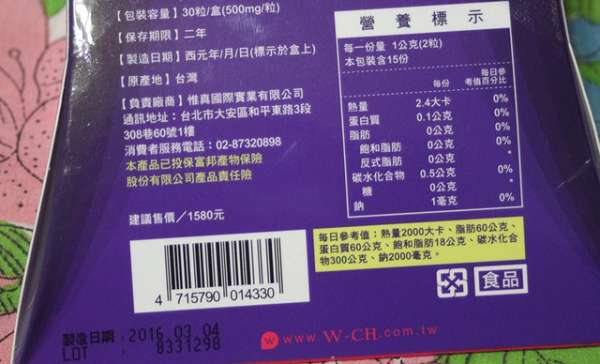 【包裝容量】30粒/盒(500mg/粒)
【保存期限】二年
【製造日期】西元年/月/日(標示於盒上)
【原產地】台灣
【負責廠商】惟真國際實業有限公司
通訊地址：台北市大安區和平東路3段
308巷60號1樓
消費者服務電話：02-87320898
本產品已投保富邦產物保險
股份有限公司產品責任險
建議售價／1580元
4 715790 014330
製造日期 2016 03 04
LOT 8331298
營養標示
每一份量 1公克(2粒)
本包裝含15份
每份 每日參考值百分比
熱量 2.4大卡 0%
蛋白質 0.1公克 0%
脂肪 0公克 0%
飽和脂肪 0公克 0%
反式脂肪 0公克 *
碳水化合物 0.5公克 0%
糖 0公克 *
鈉 1毫克 0%
每日參考值：熱量2000大卡、脂肪60公克、
蛋白質60公克、飽和脂肪18公克、碳水化合
物300公克、鈉2000毫克。
食品
www.W-CH.com.tw